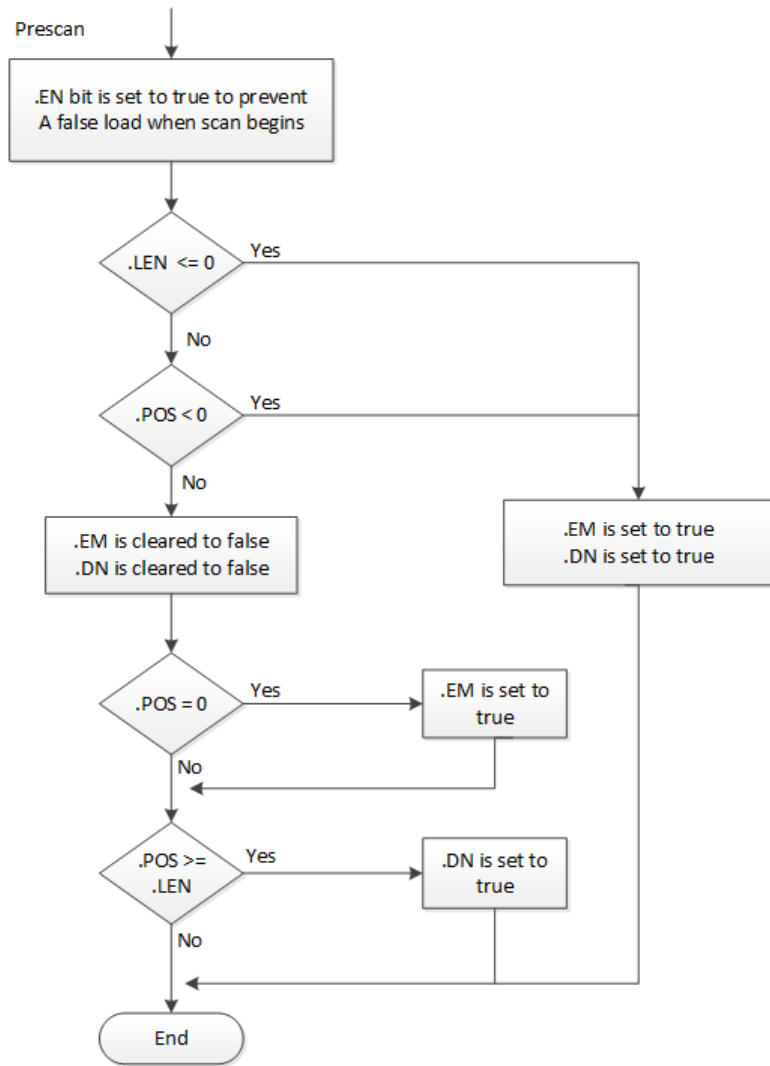 Prescan
.EN bit is set to true to prevent
A false load when scan begins
.LEN <= 0
Yes
No
.POS < 0
Yes
No
.EM is cleared to false
.DN is cleared to false
.EM is set to true
.DN is set to true
.POS = 0
Yes
.EM is set to
true
No
.POS >=
.LEN
Yes
.DN is set to
true
No
End